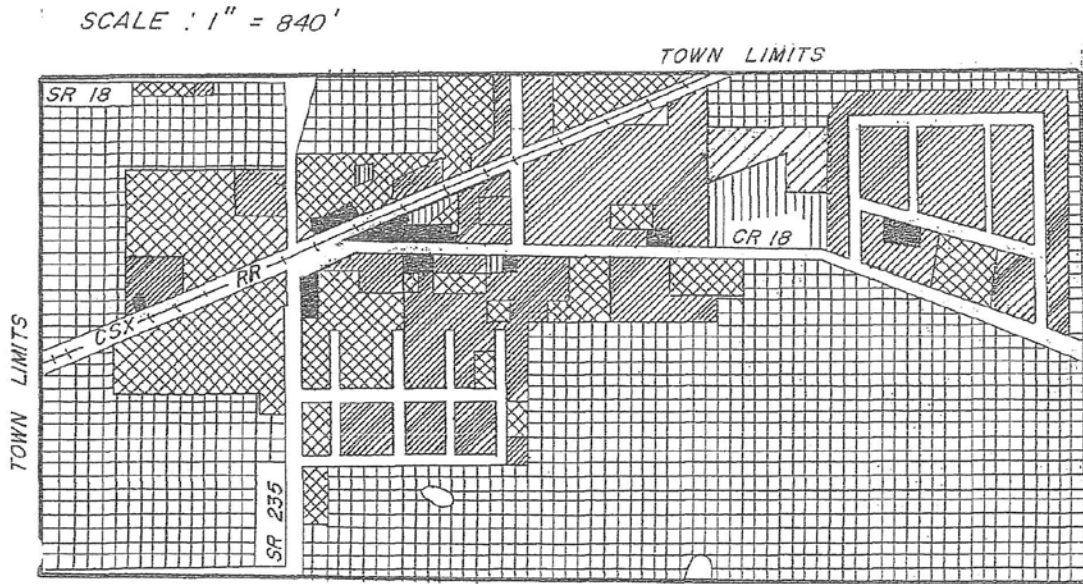 SCALE : 1" = 840'
TOWN LIMITS
SR 18
CR 18
RR
CSX
TOWN LIMITS
SR 235